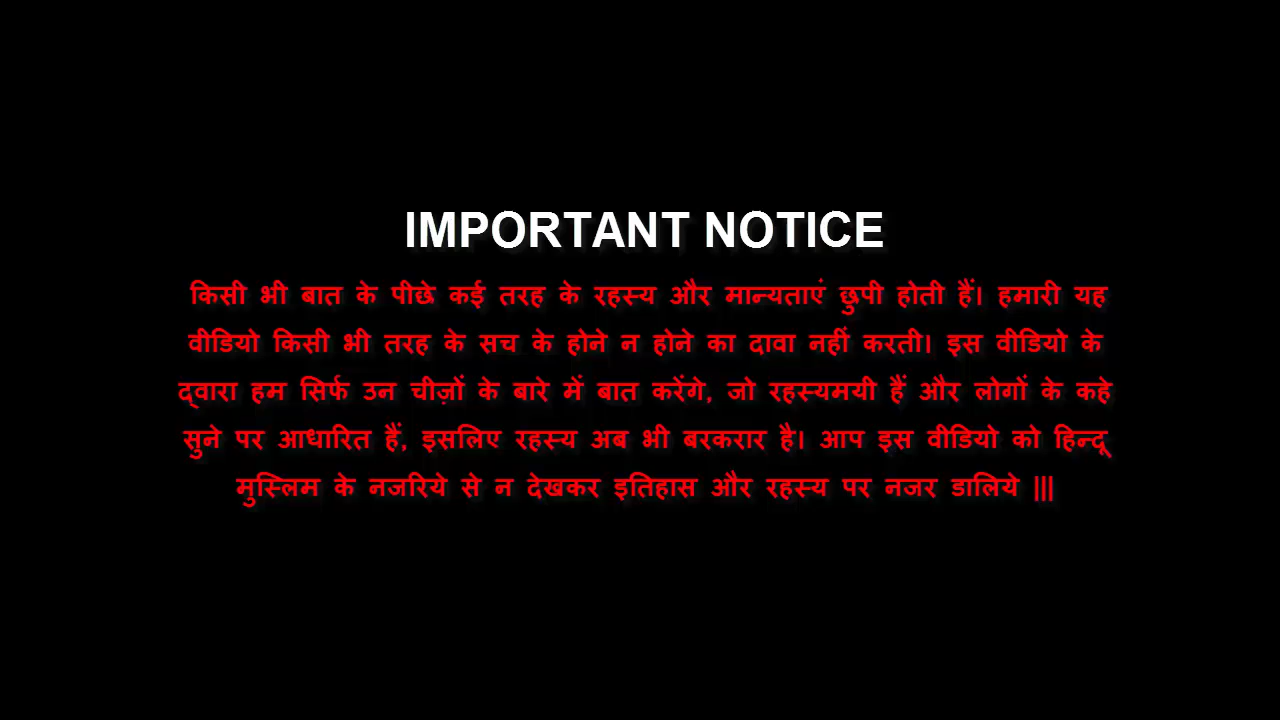 IMPORTANT NOTICE
किसी भी बात के पीछे कई तरह के रहस्य और मान्यताएं छुपी होती हैं। हमारी यह
वीडियो किसी भी तरह के सच के होने न होने का दावा नहीं करती। इस वीडियो के
द्वारा हम सिर्फ उन चीज़ों के बारे में बात करेंगे, जो रहस्यमयी हैं और लोगों के कहे
सुने पर आधारित हैं, इसलिए रहस्य अब भी बरकरार है। आप इस वीडियो को हिन्दू
मुस्लिम के नजरिये से न देखकर इतिहास और रहस्य पर नजर डालिये |||